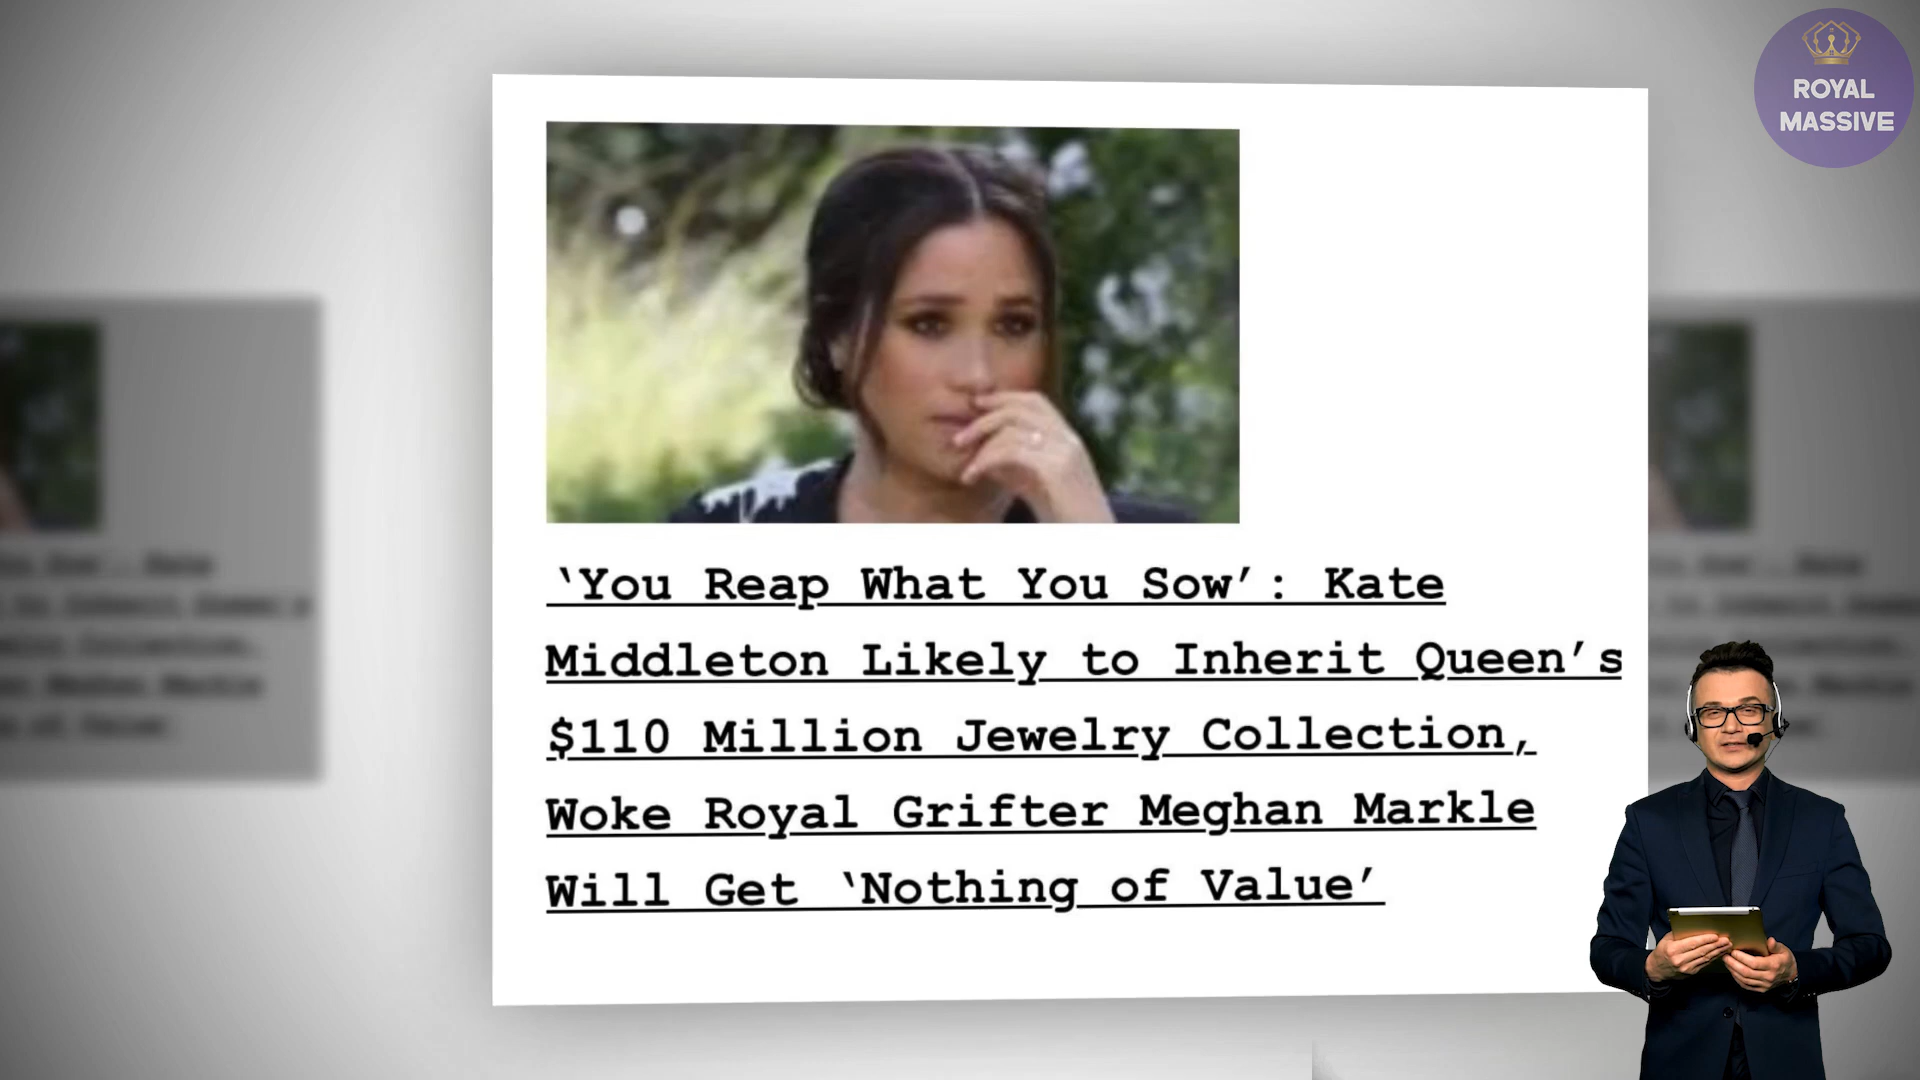 ROYAL
MASSIVE
‘You Reap What You Sow’: Kate
Middleton Likely to Inherit Queen’s
$110 Million Jewelry Collection,
Woke Royal Grifter Meghan Markle
Will Get ‘Nothing of Value’